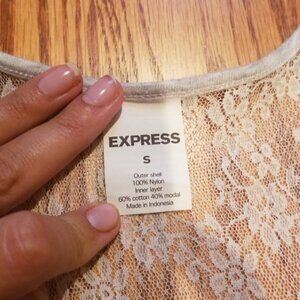 EXPRESS
S
Outer shell
100% Nylon
Inner layer
60% cotton 40% modal
Made in Indonesia